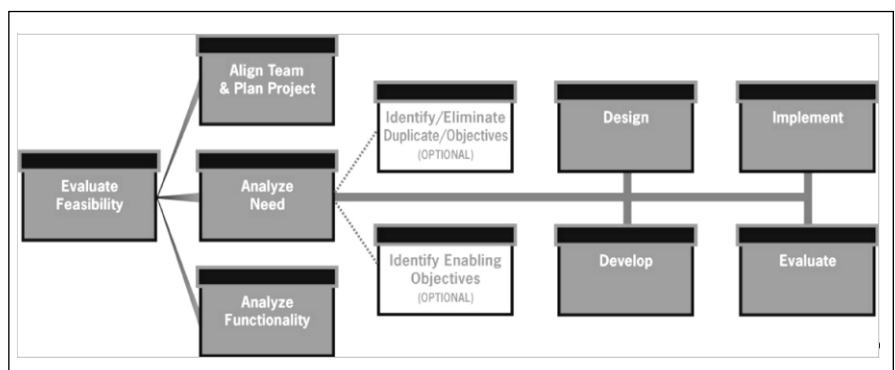 Align Team
& Plan Project
Identify/Eliminate
Duplicate/Objectives
(OPTIONAL)
Design
Implement
Evaluate
Feasibility
Analyze
Need
Identify Enabling
Objectives
(OPTIONAL)
Develop
Evaluate
Analyze
Functionality